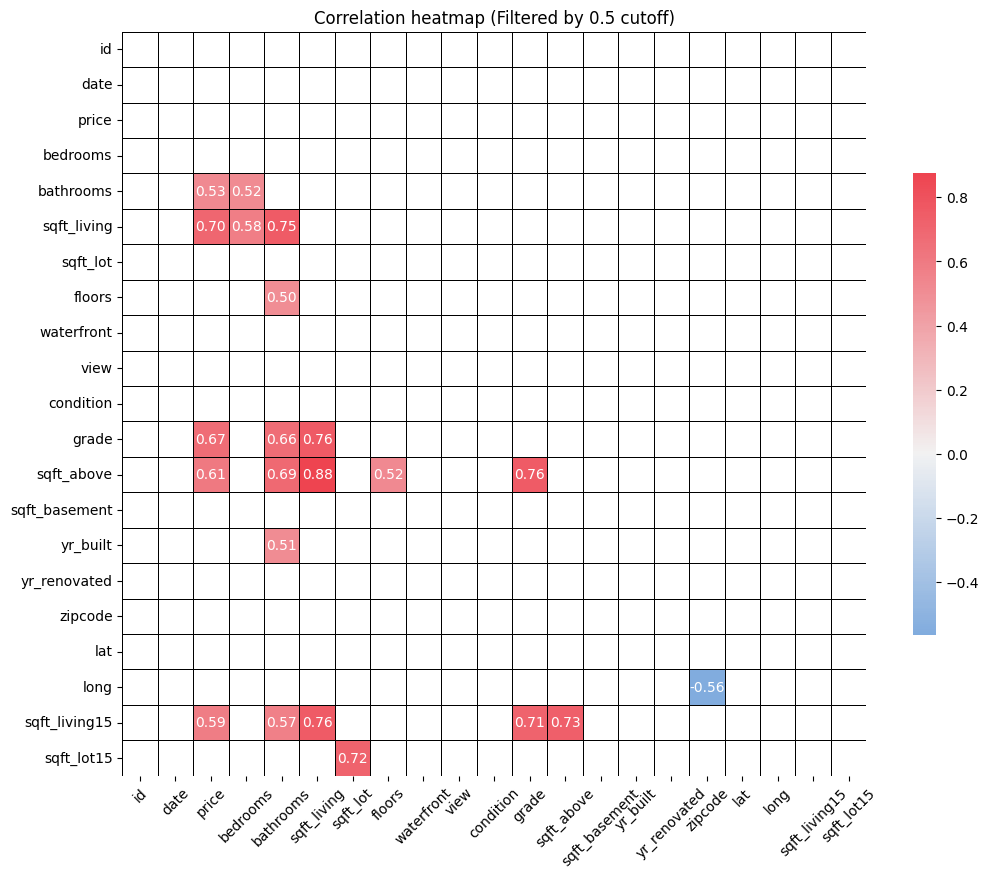 Correlation heatmap (Filtered by 0.5 cutoff)
id
date
price
bedrooms
bathrooms 0.53 0.52
sqft_living 0.70 0.58 0.75
sqft_lot
floors 0.50
waterfront
view
condition
grade 0.67 0.66 0.76
sqft_above 0.61 0.69 0.88 0.52 0.76
sqft_basement
yr_built 0.51
yr_renovated
zipcode
lat
long -0.56
sqft_living15 0.59 0.57 0.76 0.71 0.73
sqft_lot15 0.72
id date price bedrooms bathrooms sqft_living sqft_lot floors waterfront view condition grade sqft_above sqft_basement yr_built yr_renovated zipcode lat long sqft_living15 sqft_lot15
0.8
0.6
0.4
0.2
0.0
−0.2
−0.4